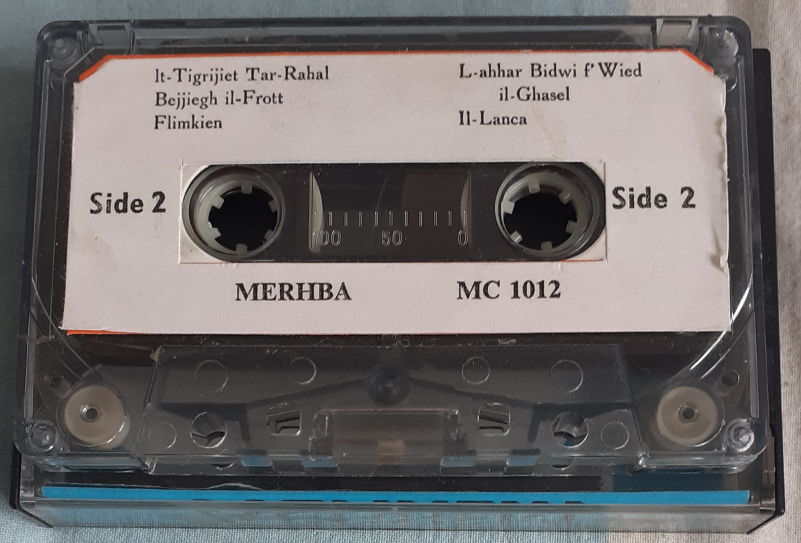 It-Tigrijiet Tar-Rahal
Bejjiegh il-Frott
Flimkien
L-ahhar Bidwi f' Wied
il-Ghasel
Il-Lanca
Side 2
Side 2
100 50 0
MERHBA
MC 1012